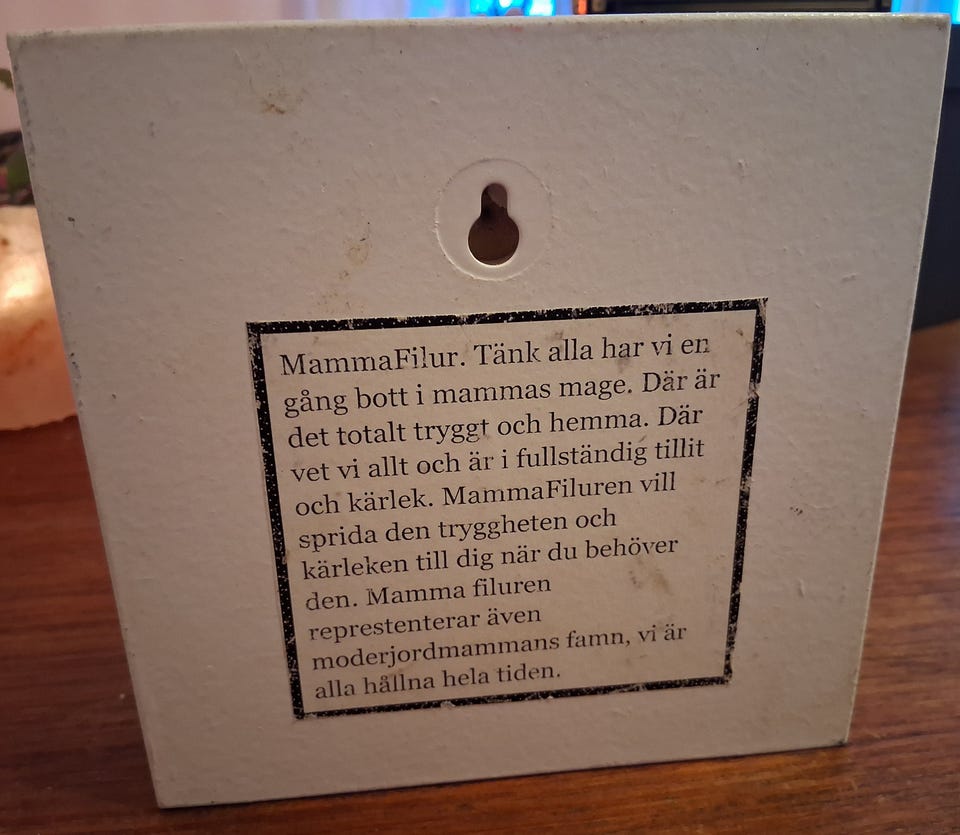 MammaFilur. Tänk alla har vi en
gång bott i mammas mage. Där är
det totalt tryggt och hemma. Där
vet vi allt och är i fullständig tillit
och kärlek. MammaFiluren vill
sprida den tryggheten och
kärleken till dig när du behöver
den. Mamma filuren
represtenterar även
moderjordmammans famn, vi är
alla hållna hela tiden.